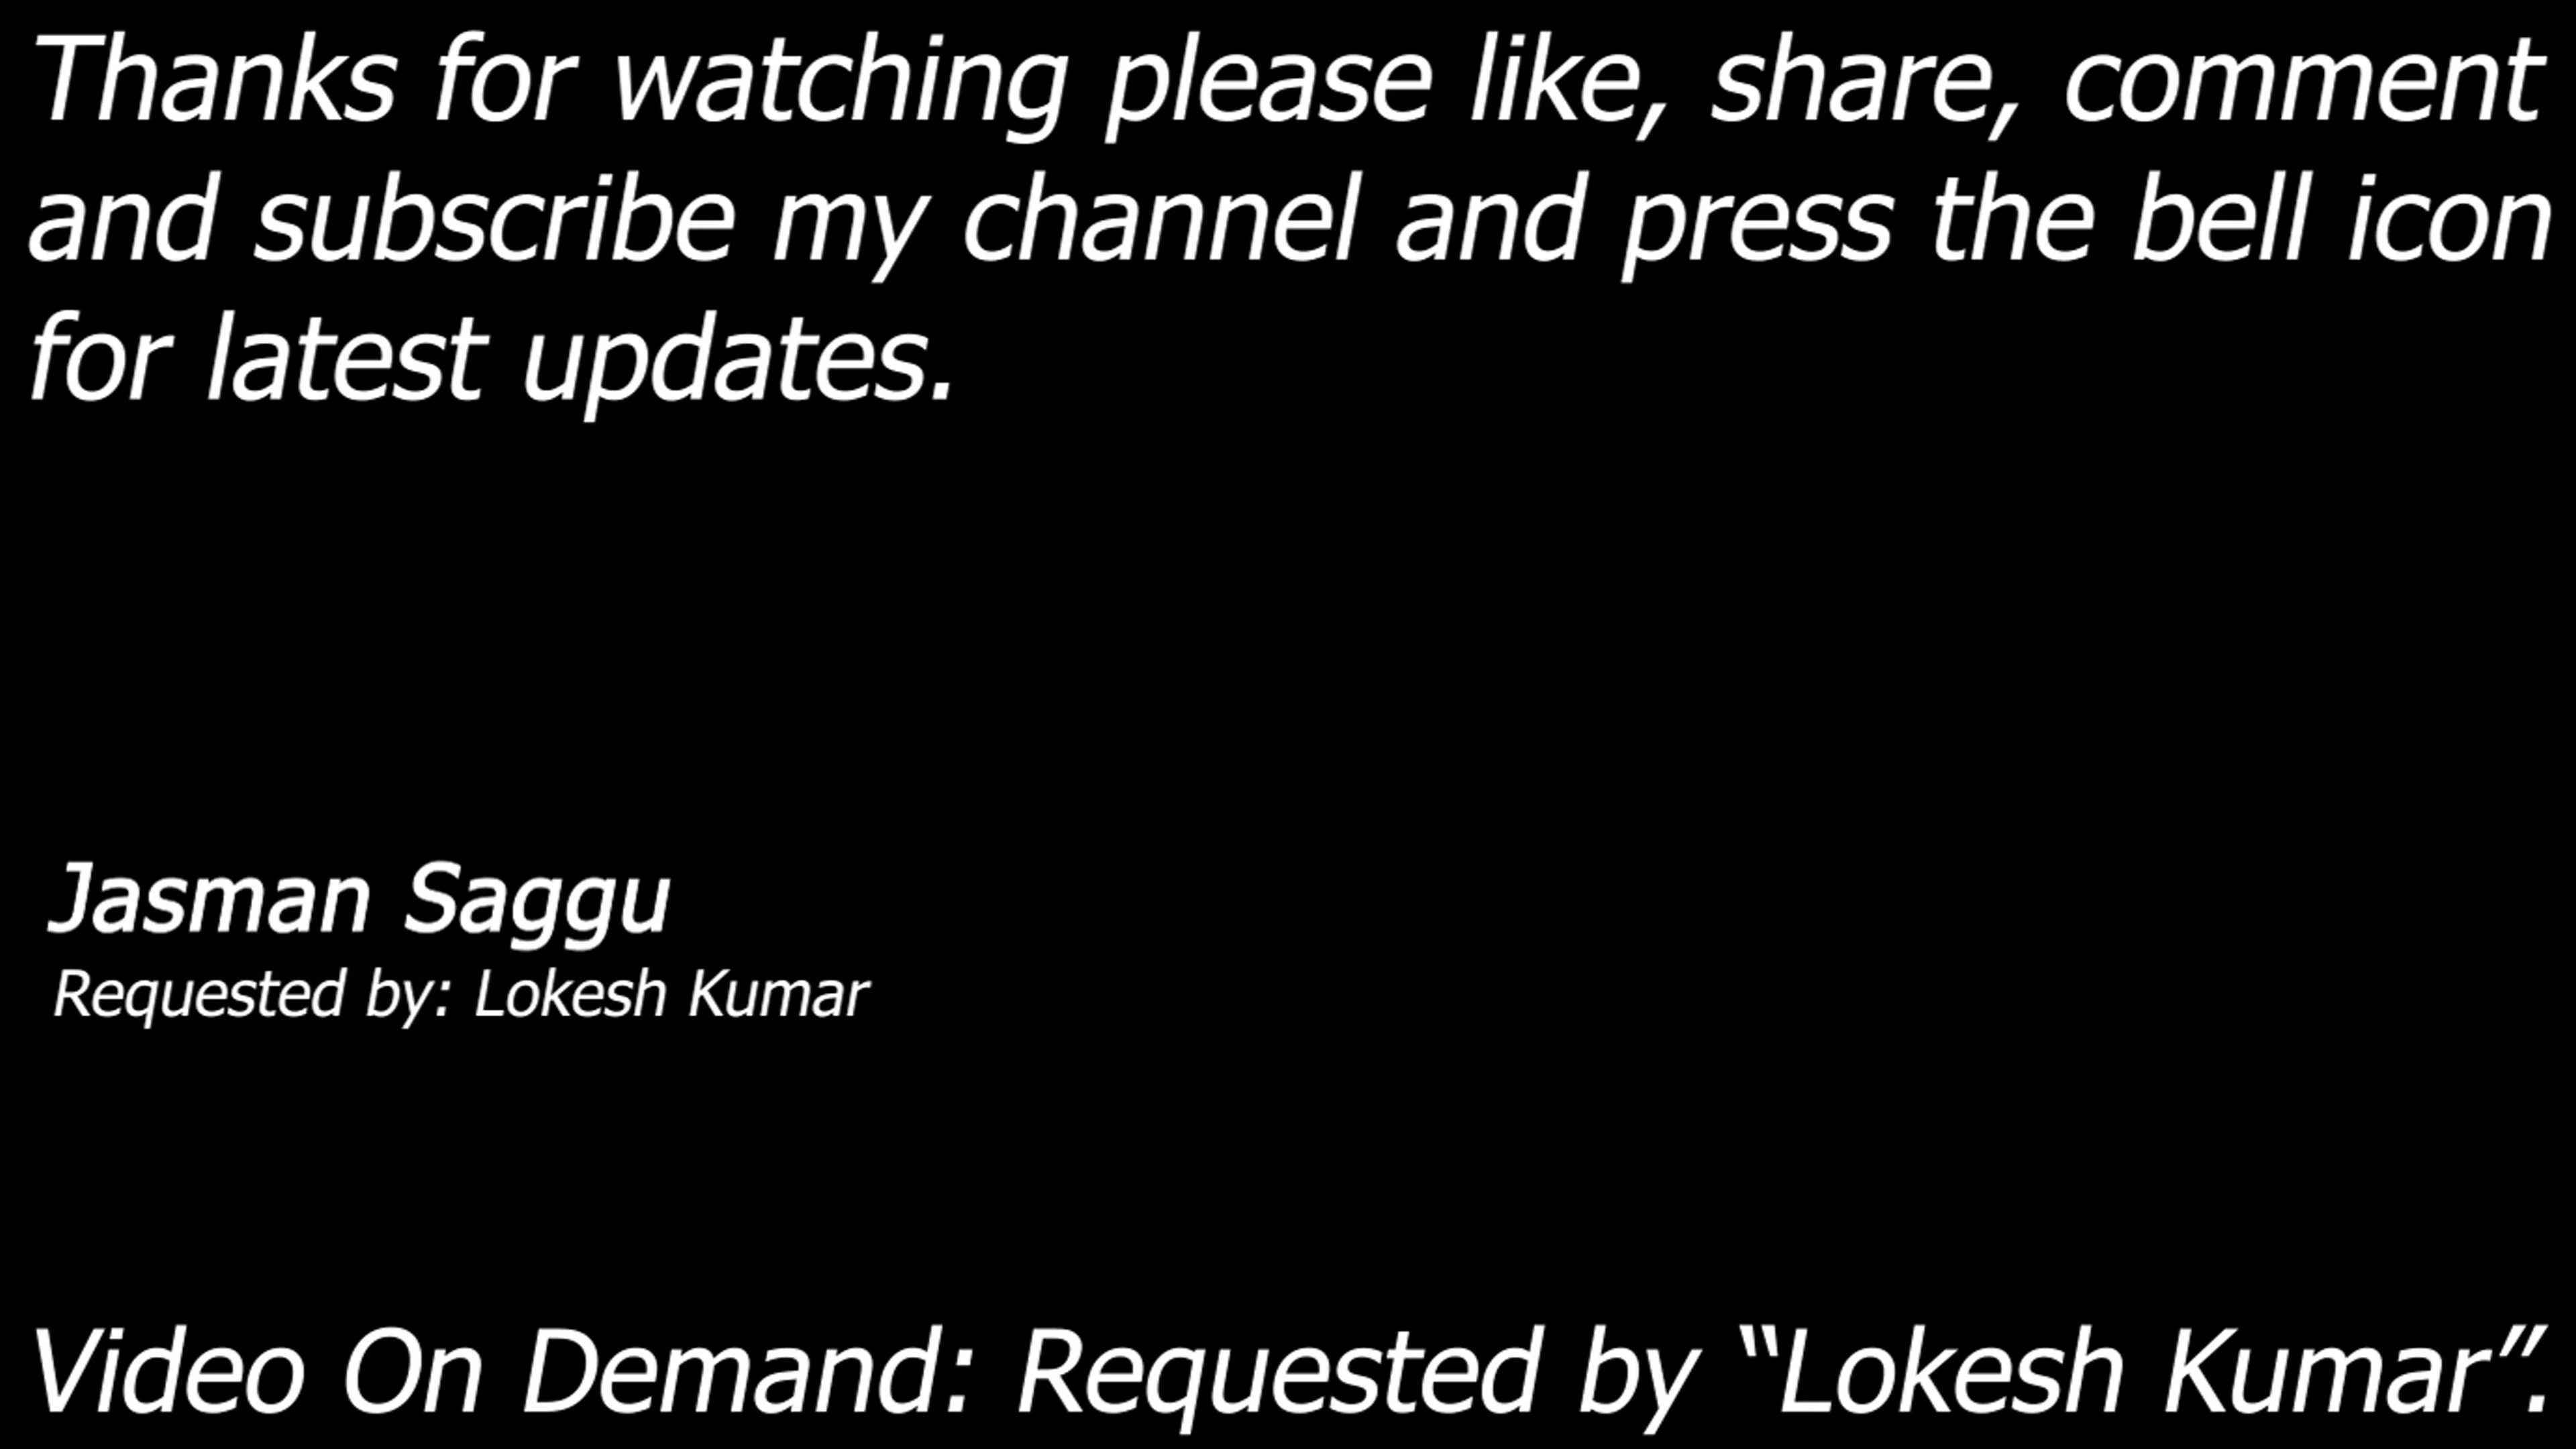 Thanks for watching please like, share, comment
and subscribe my channel and press the bell icon
for latest updates.
Jasman Saggu
Requested by: Lokesh Kumar
Video On Demand: Requested by “Lokesh Kumar”.